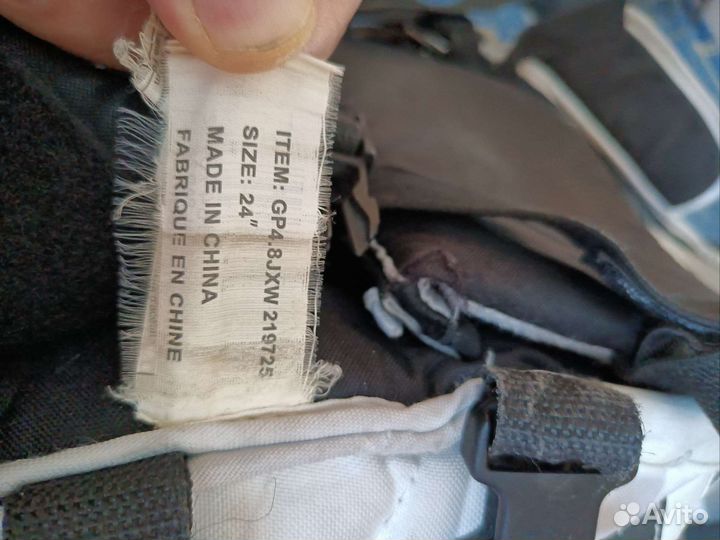 ITEM: GP4.8JXW 219725
SIZE: 24"
MADE IN CHINA
FABRIQUE EN CHINE
Avito